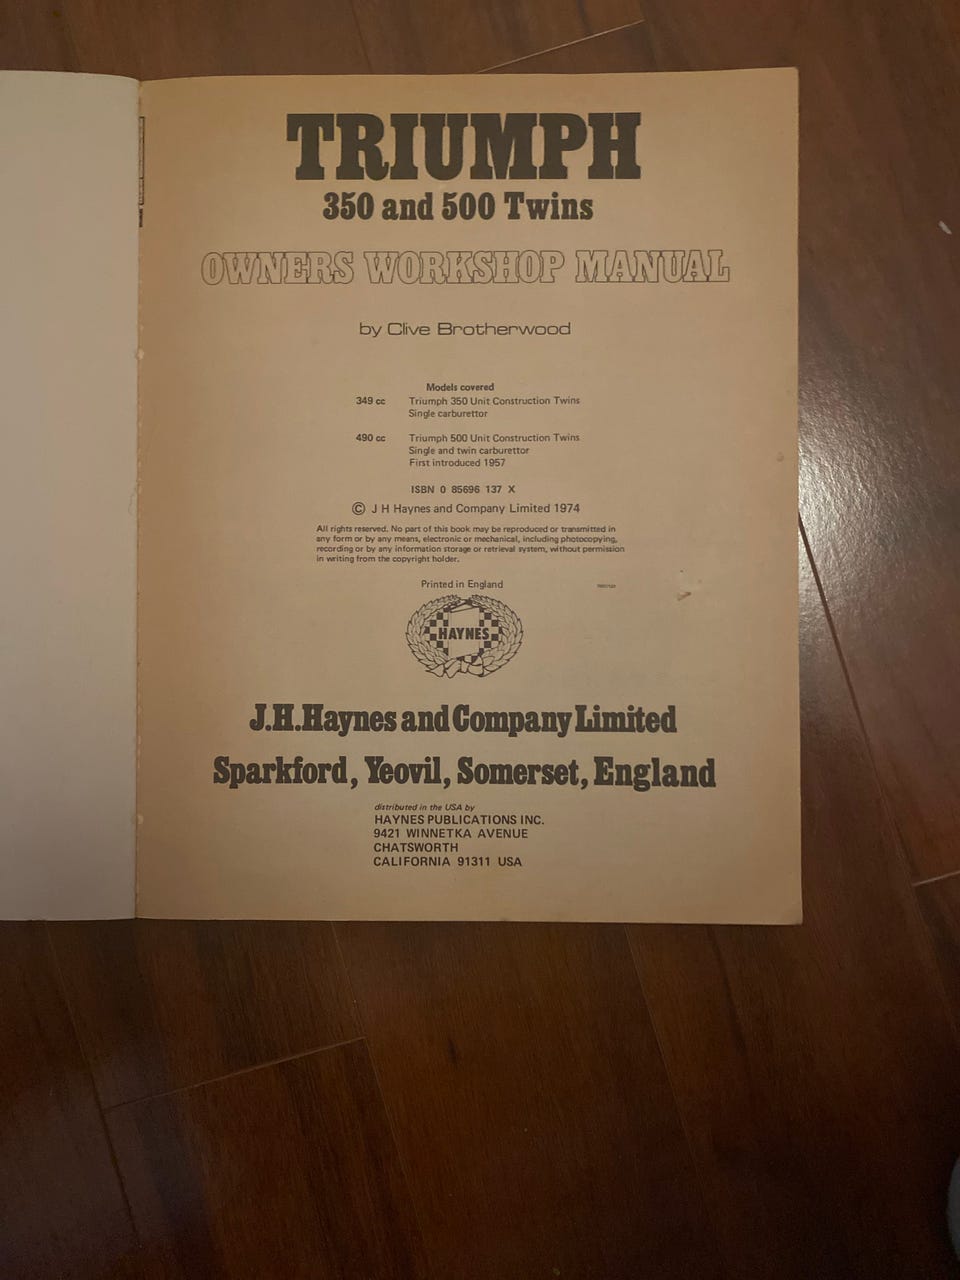 TRIUMPH
350 and 500 Twins
OWNERS WORKSHOP MANUAL
by Clive Brotherwood
Models covered
349 cc Triumph 350 Unit Construction Twins
Single carburettor
490 cc Triumph 500 Unit Construction Twins
Single and twin carburettor
First introduced 1957
ISBN 0 85696 137 X
© J H Haynes and Company Limited 1974
All rights reserved. No part of this book may be reproduced or transmitted in
any form or by any means, electronic or mechanical, including photocopying,
recording or by any information storage or retrieval system, without permission
in writing from the copyright holder.
Printed in England
HAYNES
J.H.Haynes and Company Limited
Sparkford, Yeovil, Somerset, England
distributed in the USA by
HAYNES PUBLICATIONS INC.
9421 WINNETKA AVENUE
CHATSWORTH
CALIFORNIA 91311 USA